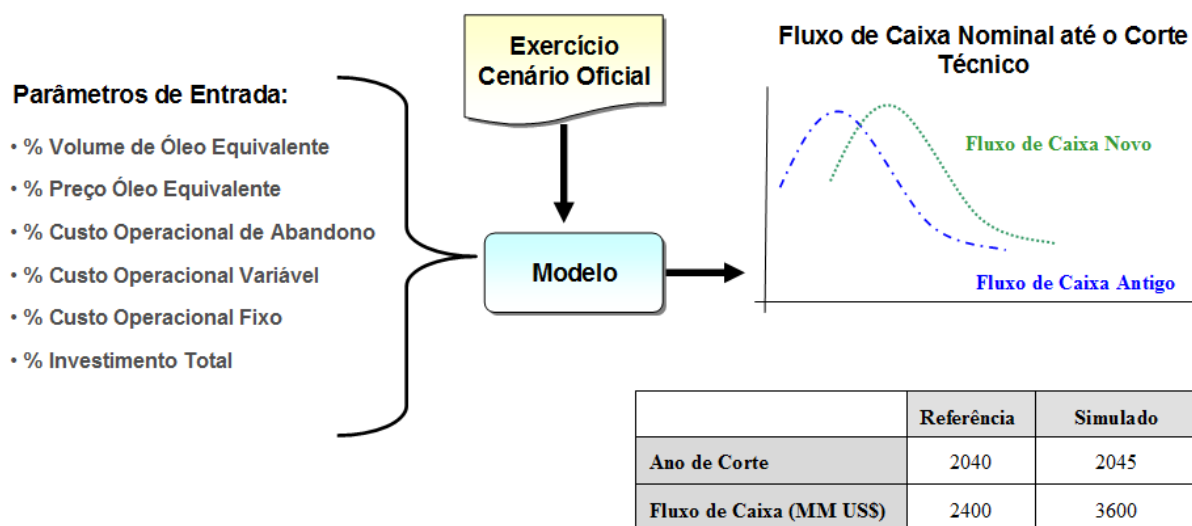 Parâmetros de Entrada:
• % Volume de Óleo Equivalente
• % Preço Óleo Equivalente
• % Custo Operacional de Abandono
• % Custo Operacional Variável
• % Custo Operacional Fixo
• % Investimento Total
Exercício
Cenário Oficial
Modelo
Fluxo de Caixa Nominal até o Corte
Técnico
Fluxo de Caixa Novo
Fluxo de Caixa Antigo
Referência Simulado
Ano de Corte 2040 2045
Fluxo de Caixa (MM US$) 2400 3600